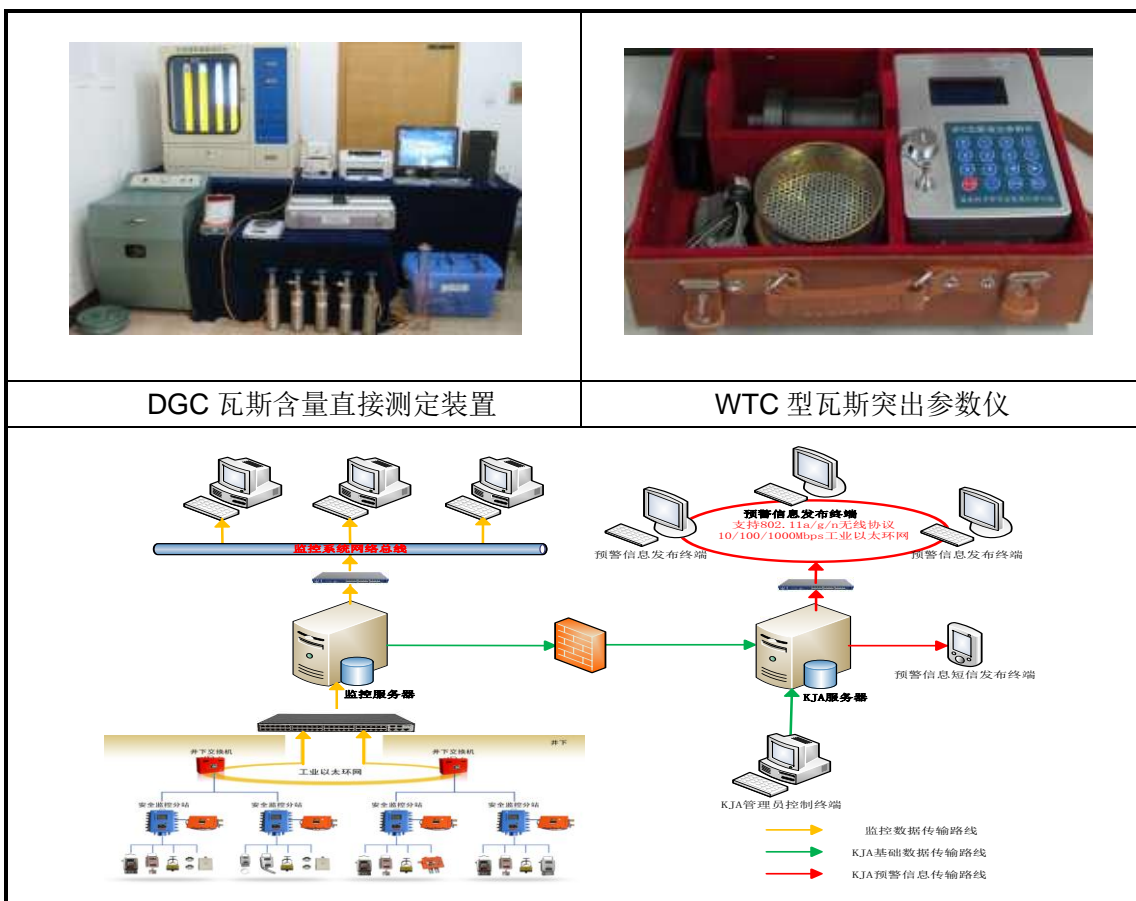 DGC 瓦斯含量直接测定装置
WTC 型瓦斯突出参数仪
监控系统网络总线
预警信息发布终端
支持802.11a/g/n无线协议
10/100/1000Mbps工业以太环网
预警信息发布终端
预警信息发布终端
监控服务器
KJA服务器
预警信息短信发布终端
井下
井下交换机
井下交换机
工业以太环网
安全监控分站
安全监控分站
安全监控分站
安全监控分站
KJA管理员控制终端
监控数据传输路线
KJA基础数据传输路线
KJA预警信息传输路线